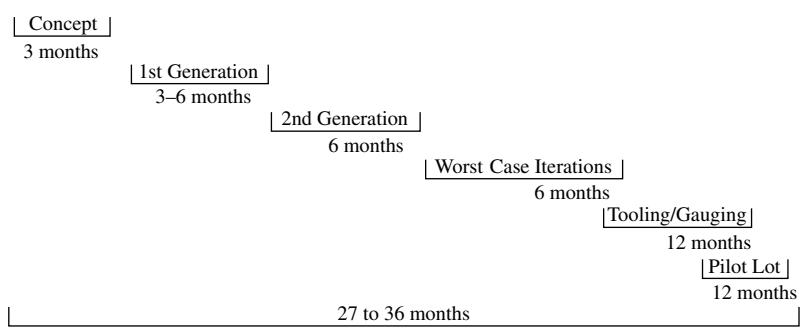 Concept
3 months
1st Generation
3–6 months
2nd Generation
6 months
Worst Case Iterations
6 months
Tooling/Gauging
12 months
Pilot Lot
12 months
27 to 36 months